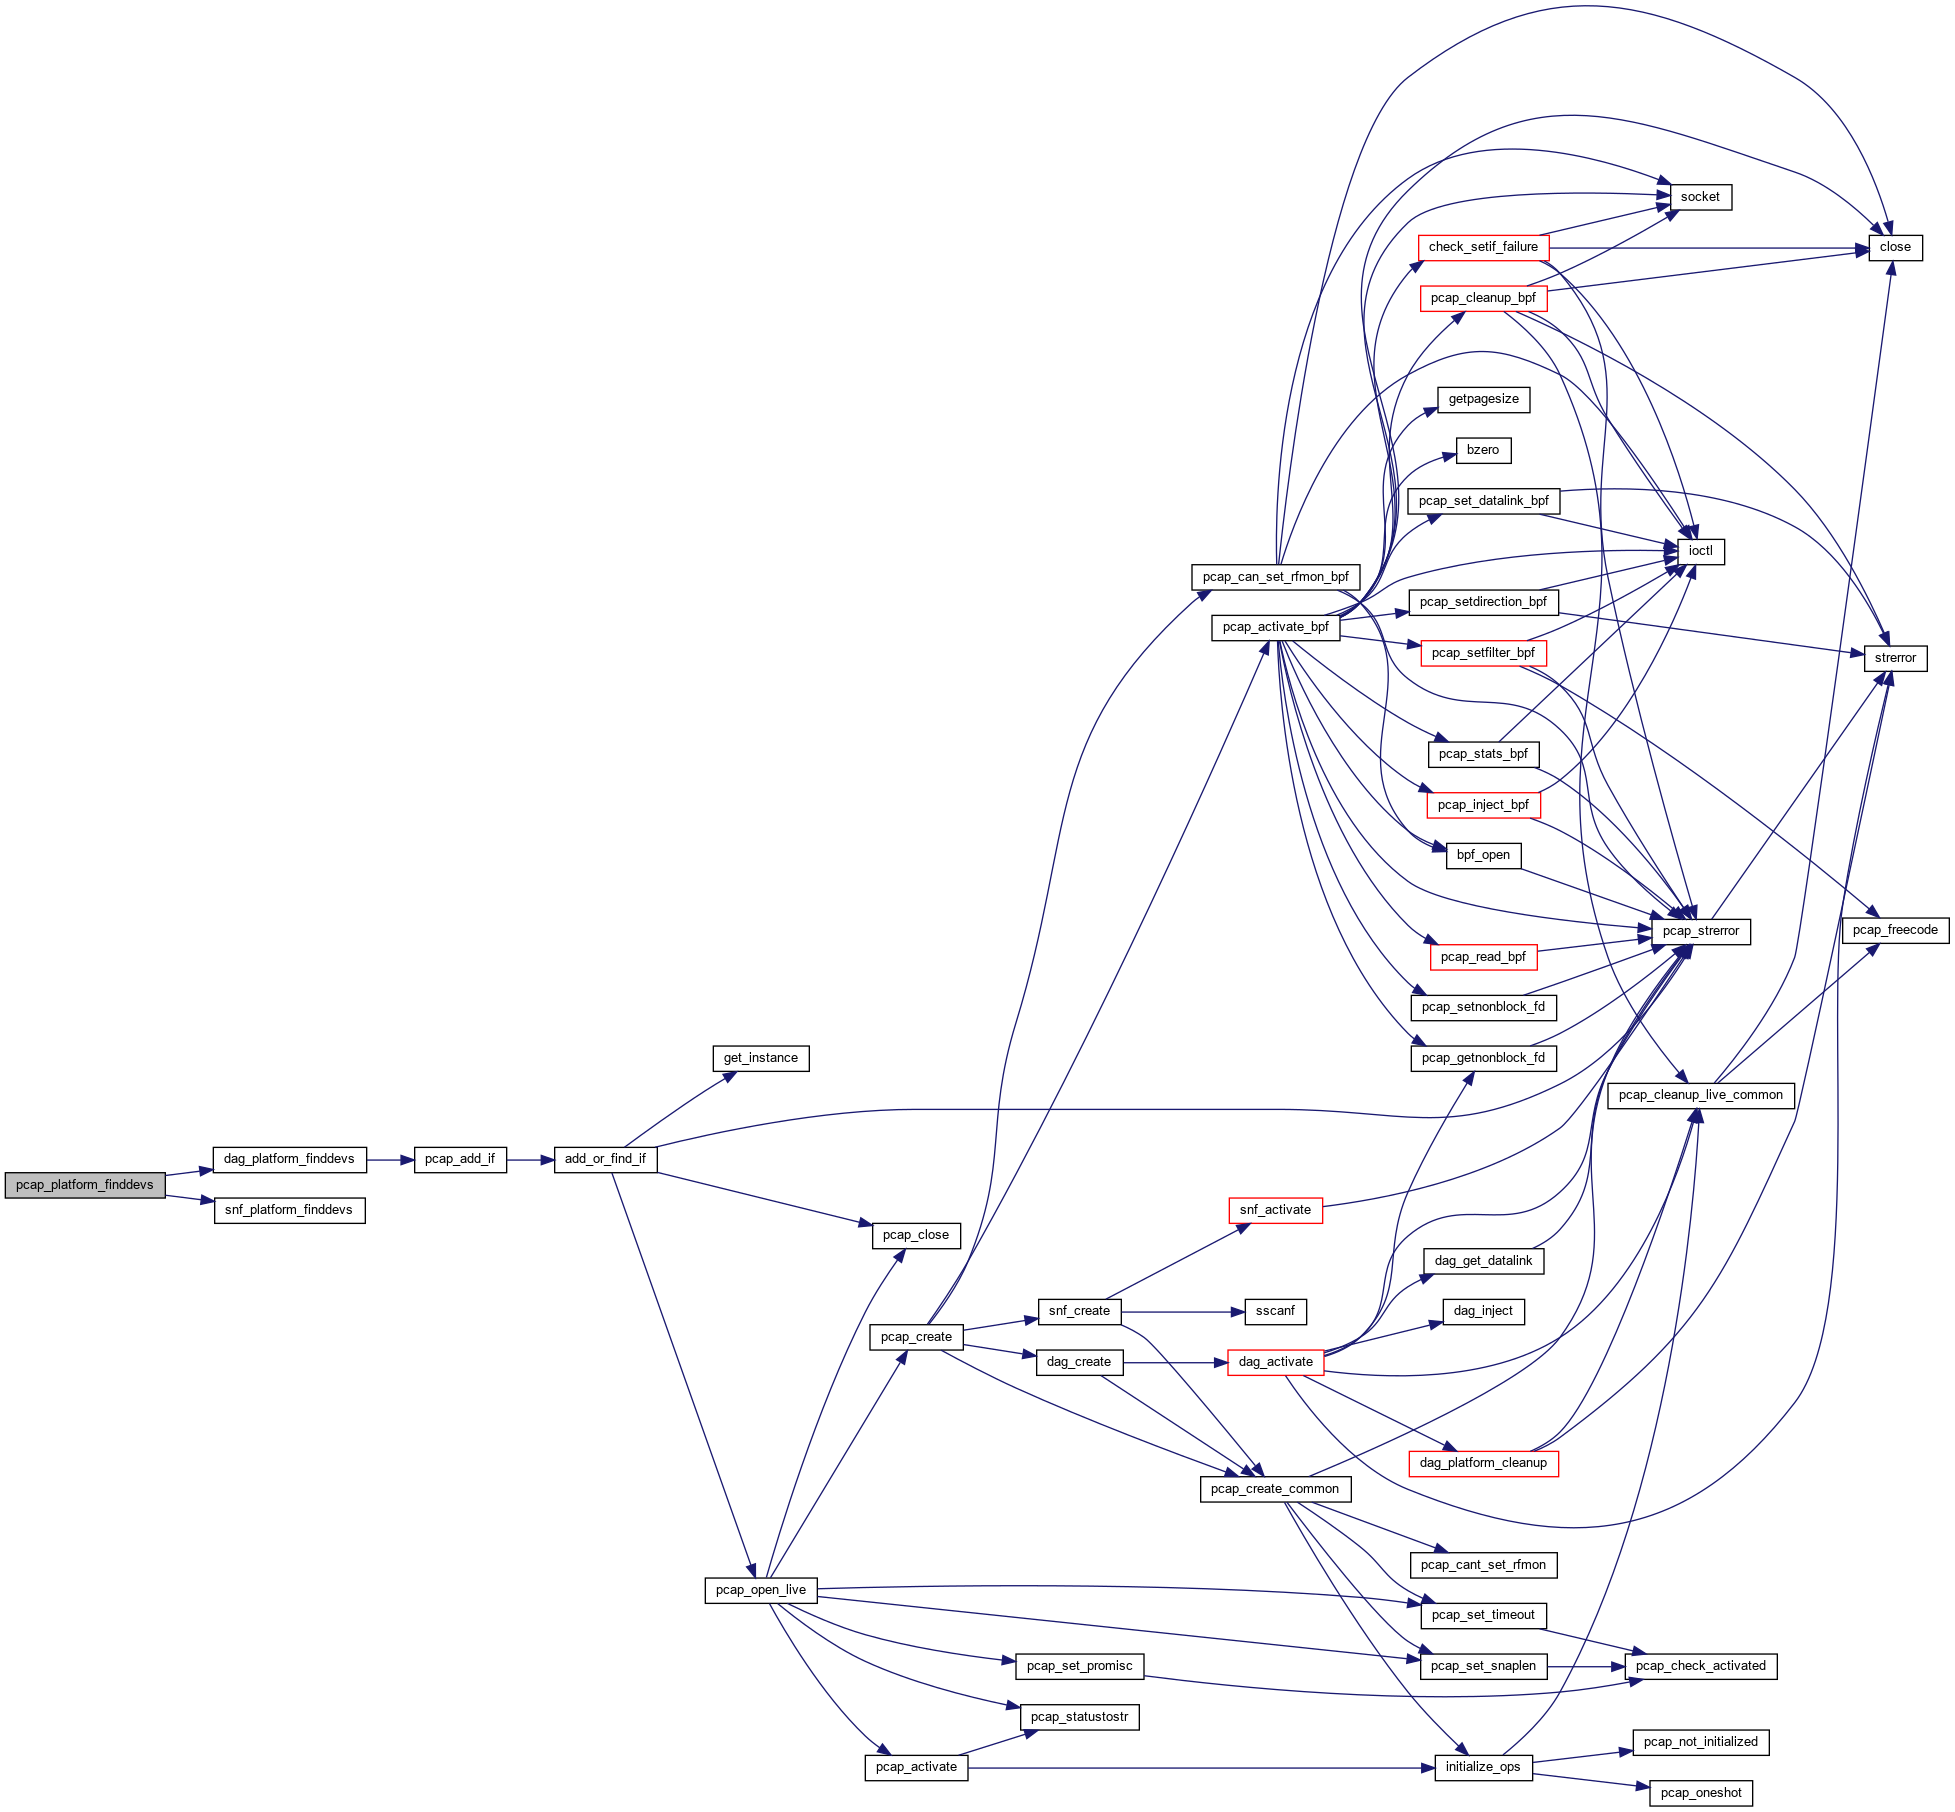 pcap_platform_finddevs
dag_platform_finddevs
snf_platform_finddevs
pcap_add_if
add_or_find_if
get_instance
pcap_close
pcap_open_live
pcap_create
pcap_activate
snf_create
dag_create
pcap_set_promisc
pcap_statustostr
pcap_can_set_rfmon_bpf
pcap_activate_bpf
snf_activate
sscanf
dag_activate
pcap_create_common
check_setif_failure
pcap_cleanup_bpf
getpagesize
bzero
pcap_set_datalink_bpf
pcap_setdirection_bpf
pcap_setfilter_bpf
pcap_stats_bpf
pcap_inject_bpf
bpf_open
pcap_read_bpf
pcap_setnonblock_fd
pcap_getnonblock_fd
dag_get_datalink
dag_inject
dag_platform_cleanup
pcap_cant_set_rfmon
pcap_set_timeout
pcap_set_snaplen
initialize_ops
socket
ioctl
pcap_strerror
pcap_cleanup_live_common
pcap_check_activated
pcap_not_initialized
pcap_oneshot
close
strerror
pcap_freecode